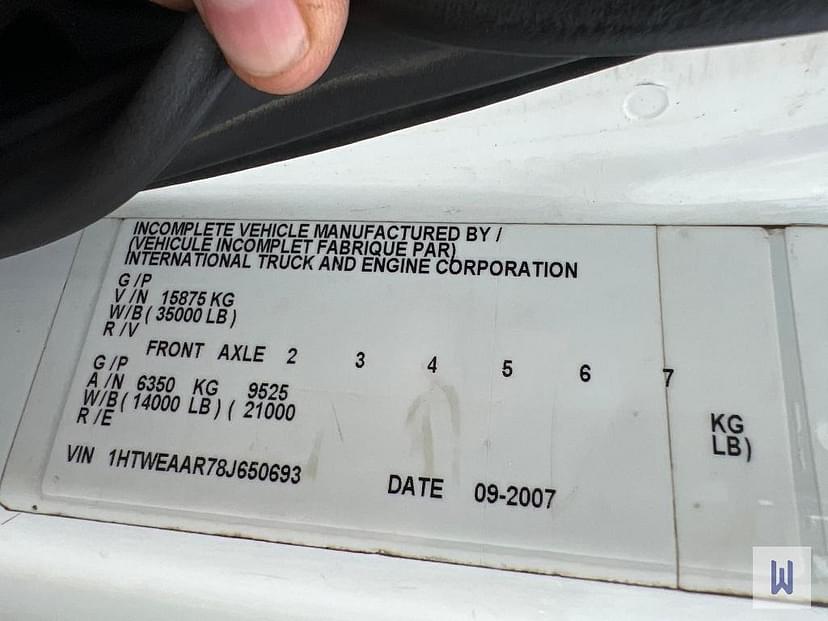 INCOMPLETE VEHICLE MANUFACTURED BY /
(VEHICULE INCOMPLET FABRIQUE PAR)
INTERNATIONAL TRUCK AND ENGINE CORPORATION
G /P
V /N 15875 KG
W/B( 35000 LB)
R /V
FRONT AXLE 2 3 4 5 6 7
G /P
A /N 6350 KG 9525
W/B( 14000 LB) ( 21000
R /E
KG
LB)
VIN 1HTWEAAR78J650693
DATE 09-2007
W